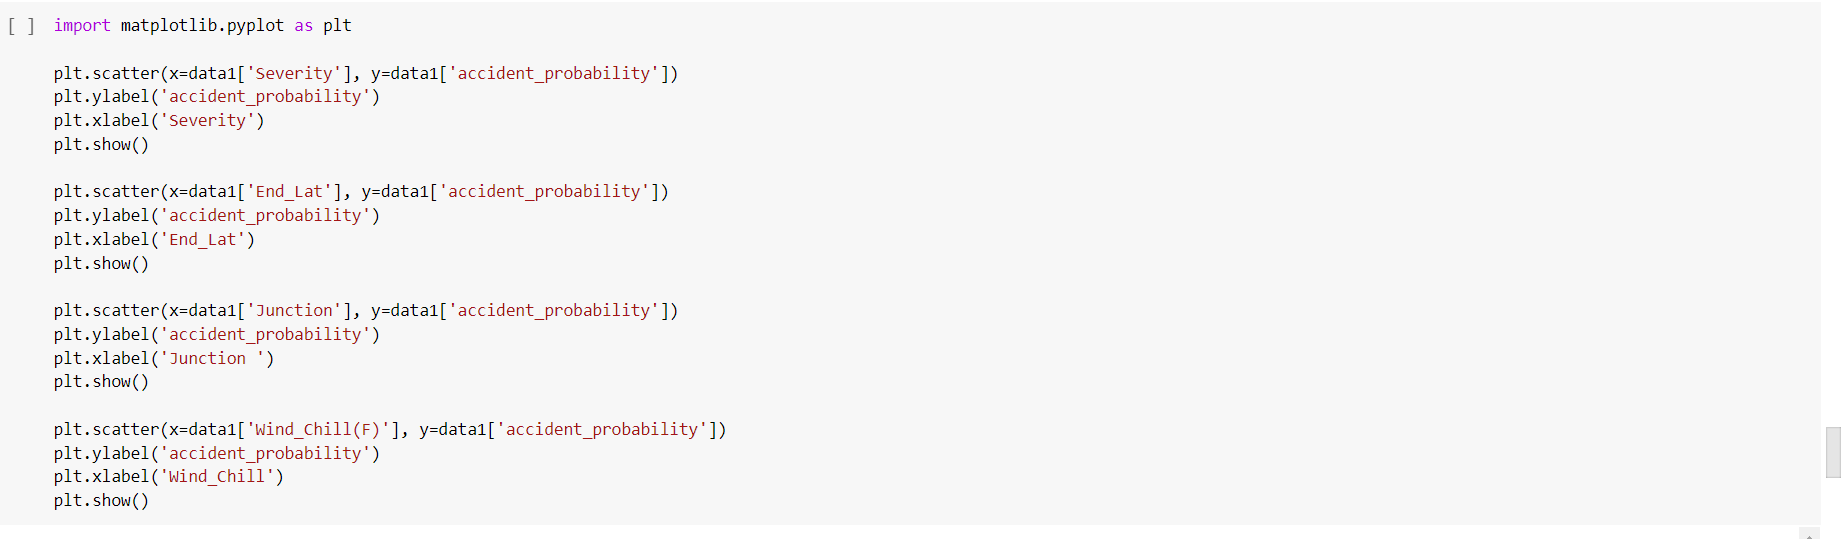 [ ] import matplotlib.pyplot as plt
plt.scatter(x=data1['Severity'], y=data1['accident_probability'])
plt.ylabel('accident_probability')
plt.xlabel('Severity')
plt.show()
plt.scatter(x=data1['End_Lat'], y=data1['accident_probability'])
plt.ylabel('accident_probability')
plt.xlabel('End_Lat')
plt.show()
plt.scatter(x=data1['Junction'], y=data1['accident_probability'])
plt.ylabel('accident_probability')
plt.xlabel('Junction ')
plt.show()
plt.scatter(x=data1['Wind_Chill(F)'], y=data1['accident_probability'])
plt.ylabel('accident_probability')
plt.xlabel('Wind_Chill')
plt.show()